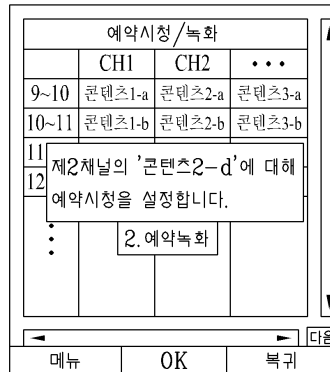 예약시청/녹화
CH1 CH2 • • •
9~10 콘텐츠1-a 콘텐츠2-a 콘텐츠3-a
10~11 콘텐츠1-b 콘텐츠2-b 콘텐츠3-b
11
12
제2채널의 '콘텐츠2-d'에 대해
예약시청을 설정합니다.
2. 예약녹화
다음
메뉴 OK 복귀